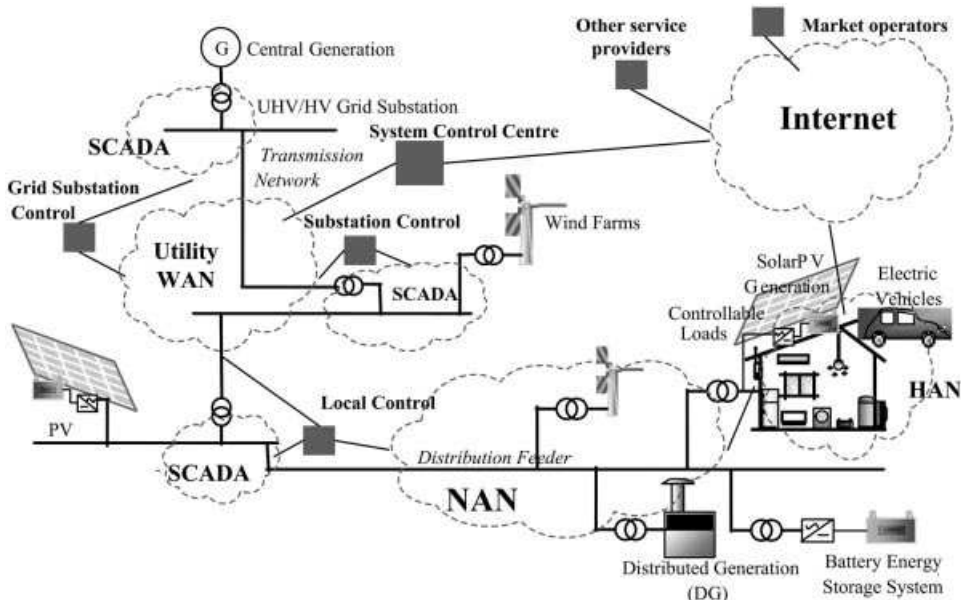 G
Central Generation
Other service
providers
Market operators
UHV/HV Grid Substation
SCADA
System Control Centre
Internet
Transmission
Network
Grid Substation
Control
Substation Control
Wind Farms
Utility
WAN
SCADA
SolarPV
Generation
Electric
Vehicles
Controllable
Loads
HAN
PV
Local Control
Distribution Feeder
SCADA
NAN
Distributed Generation
(DG)
Battery Energy
Storage System